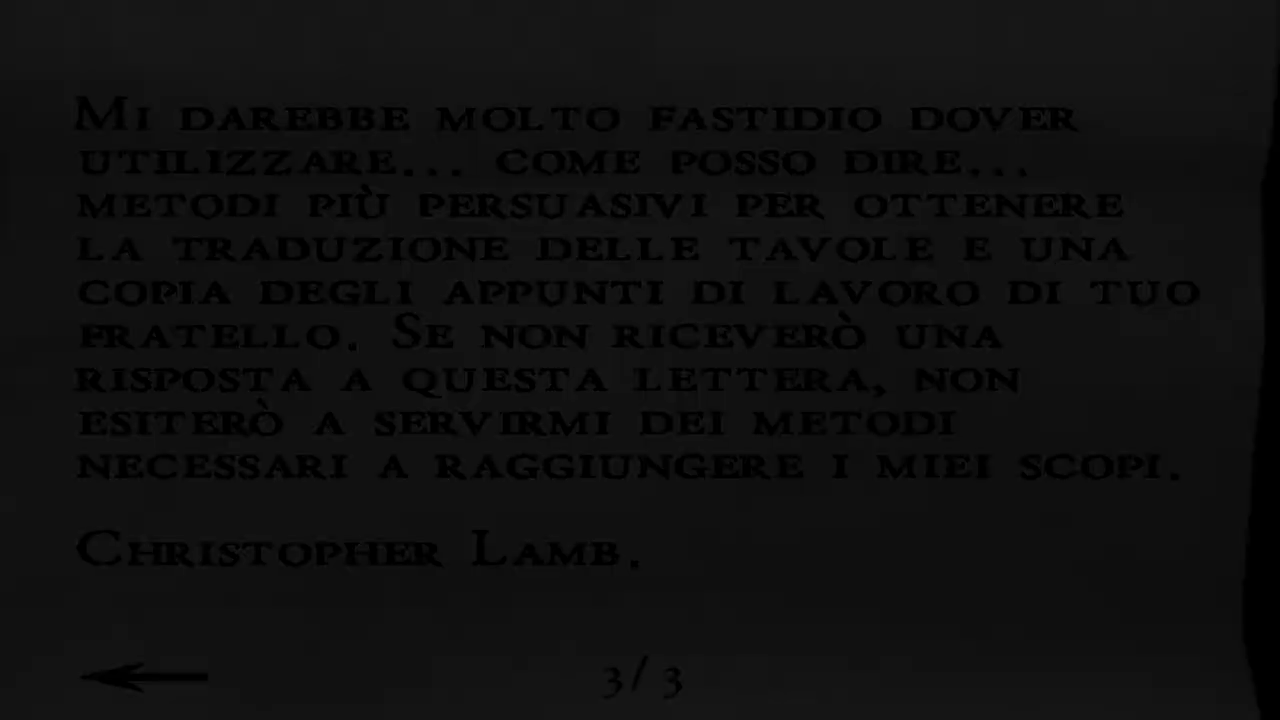 Mi darebbe molto fastidio dover
utilizzare... come posso dire...
metodi più persuasivi per ottenere
la traduzione delle tavole e una
copia degli appunti di lavoro di tuo
fratello. Se non riceverò una
risposta a questa lettera, non
esiterò a servirmi dei metodi
necessari a raggiungere i miei scopi.
Christopher Lamb.
3/3